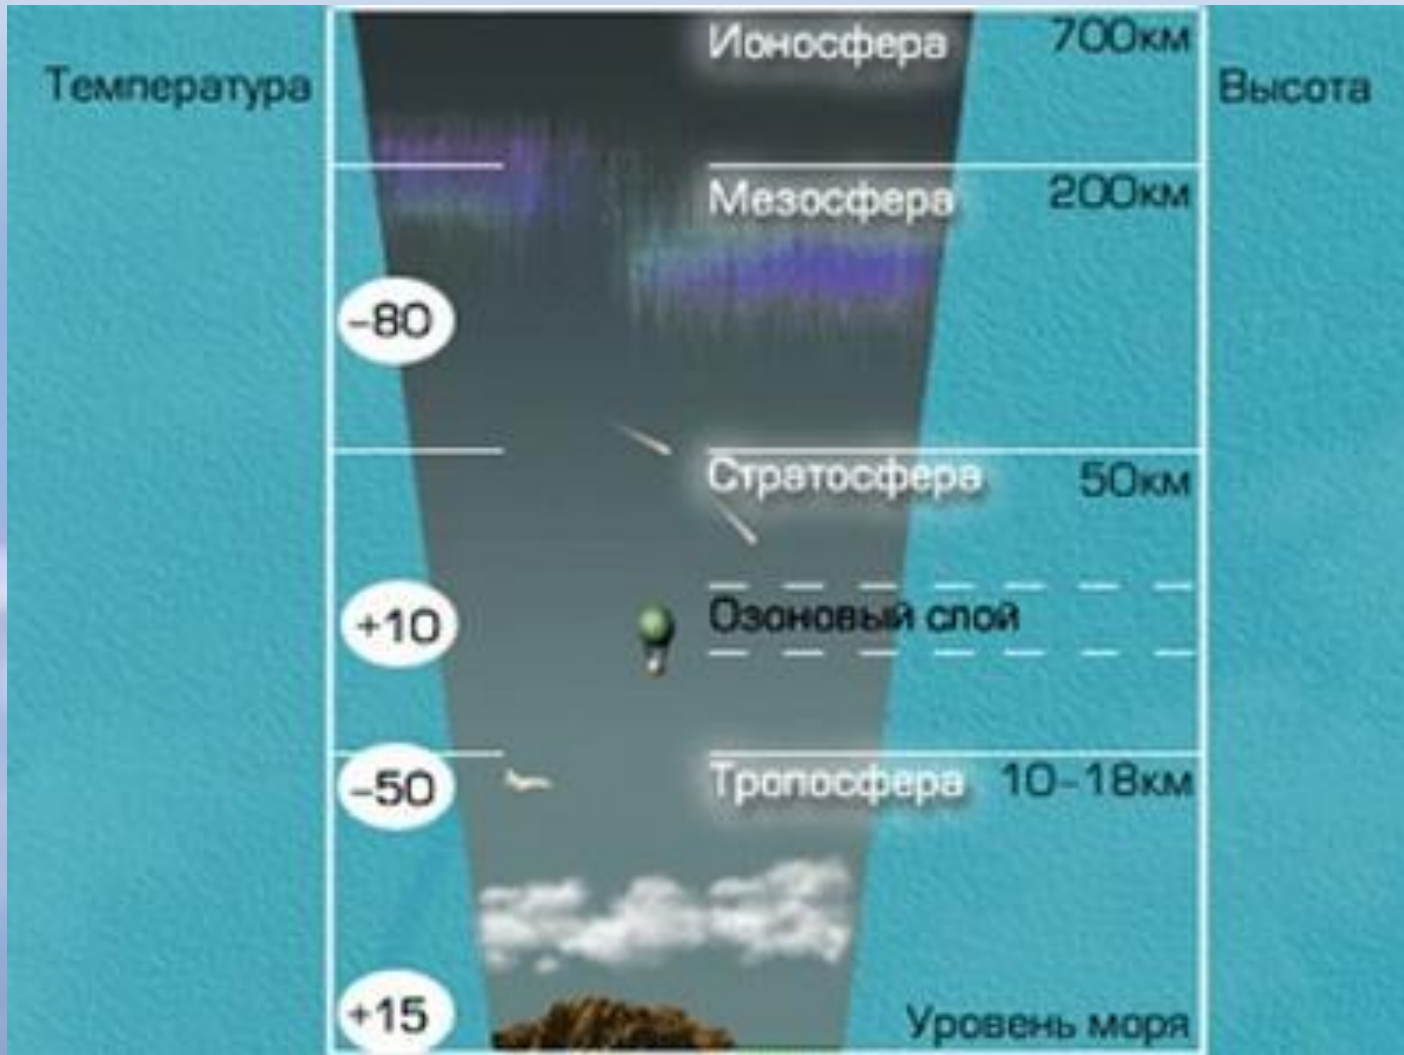 Ионосфера 700км
Температура Высота
Мезосфера 200км
-80
Стратосфера 50км
+10 Озоновый слой
-50 Тропосфера 10-18км
+15 Уровень моря